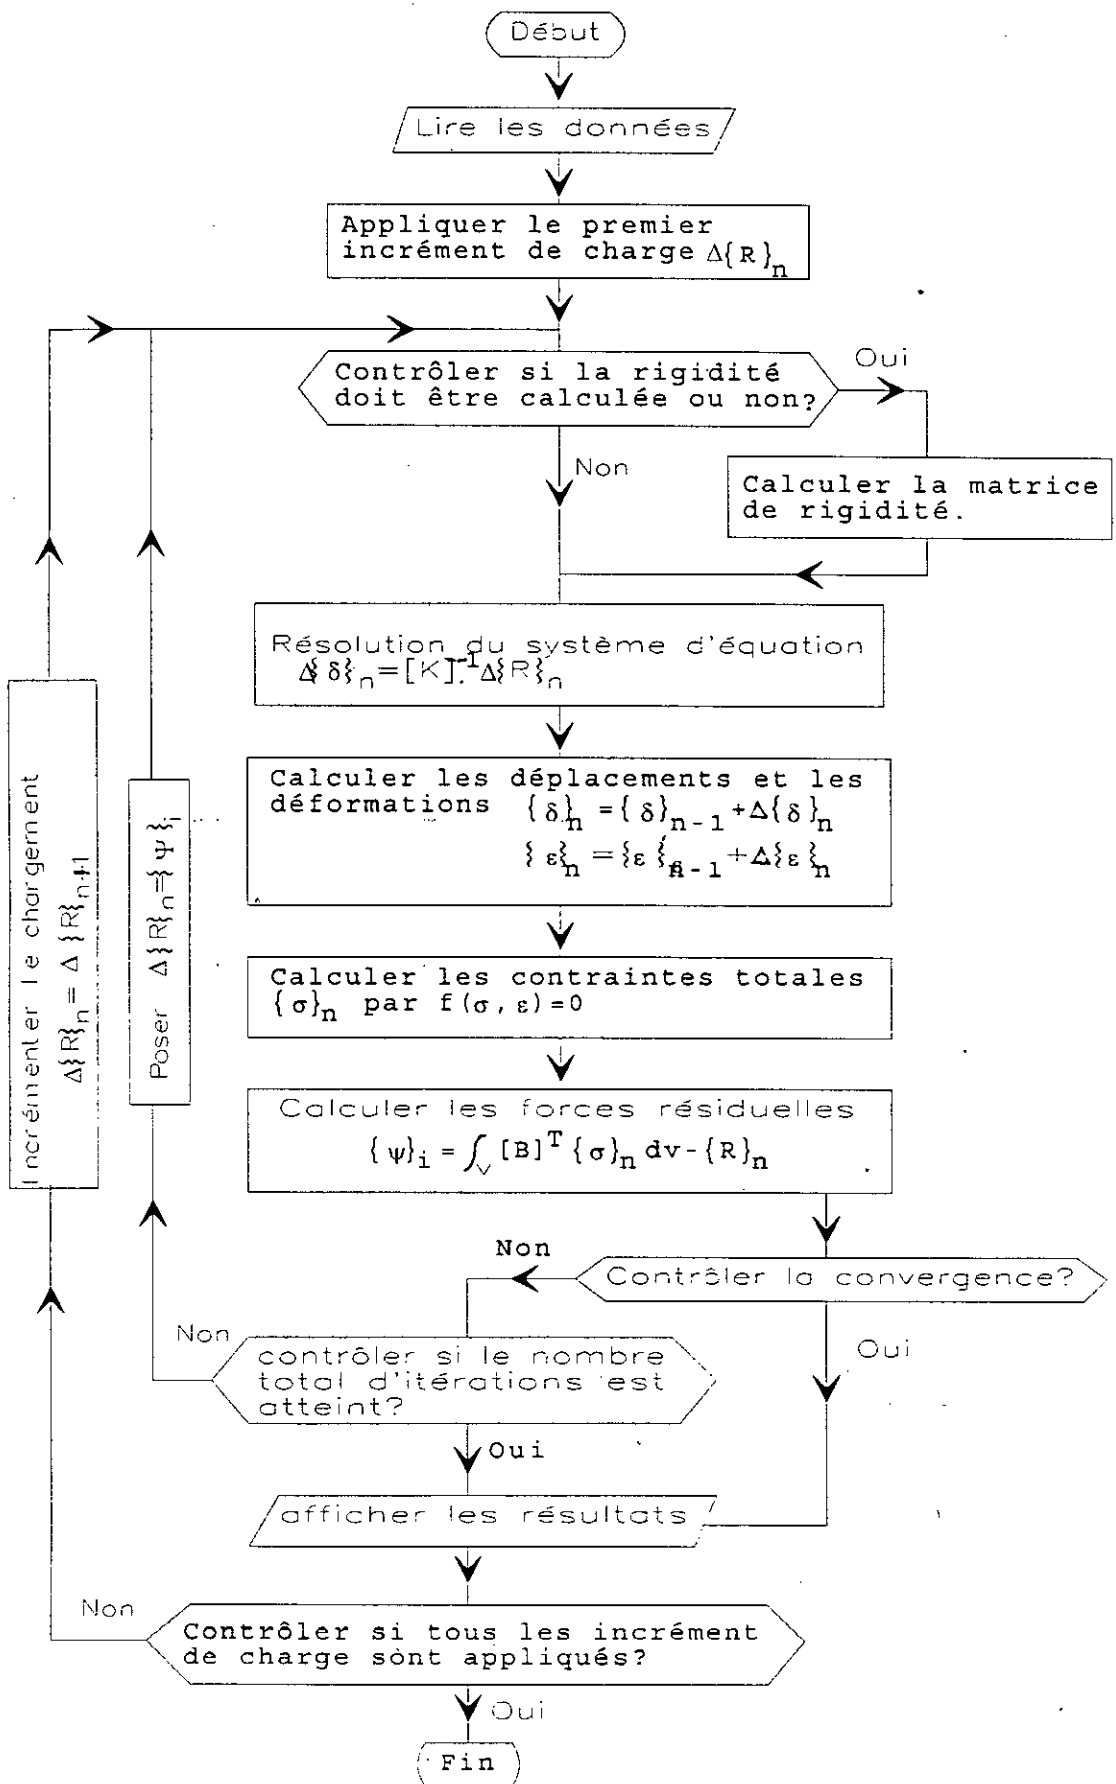 Début
Lire les données
Appliquer le premier
incrément de charge Δ{R}n
Contrôler si la rigidité
doit être calculée ou non?
Oui
Non
Calculer la matrice
de rigidité.
Résolution du système d'équation
Δ{δ}n=[K]-1.Δ{R}n
Calculer les déplacements et les
déformations {δ}n={δ}n-1+Δ{δ}n
{ε}n={ε}n-1+Δ{ε}n
Calculer les contraintes totales
{σ}n par f(σ,ε)=0
Calculer les forces résiduelles
{ψ}i=∫v[B]T{σ}n dv-{R}n
Contrôler la convergence?
Non
Oui
contrôler si le nombre
total d'itérations est
atteint?
Non
Oui
Poser Δ{R}n={ψ}i
afficher les résultats
Contrôler si tous les incrément
de charge sont appliqués?
Non
Incrémenter le chargement
Δ{R}n= Δ {R}n+1
Oui
Fin